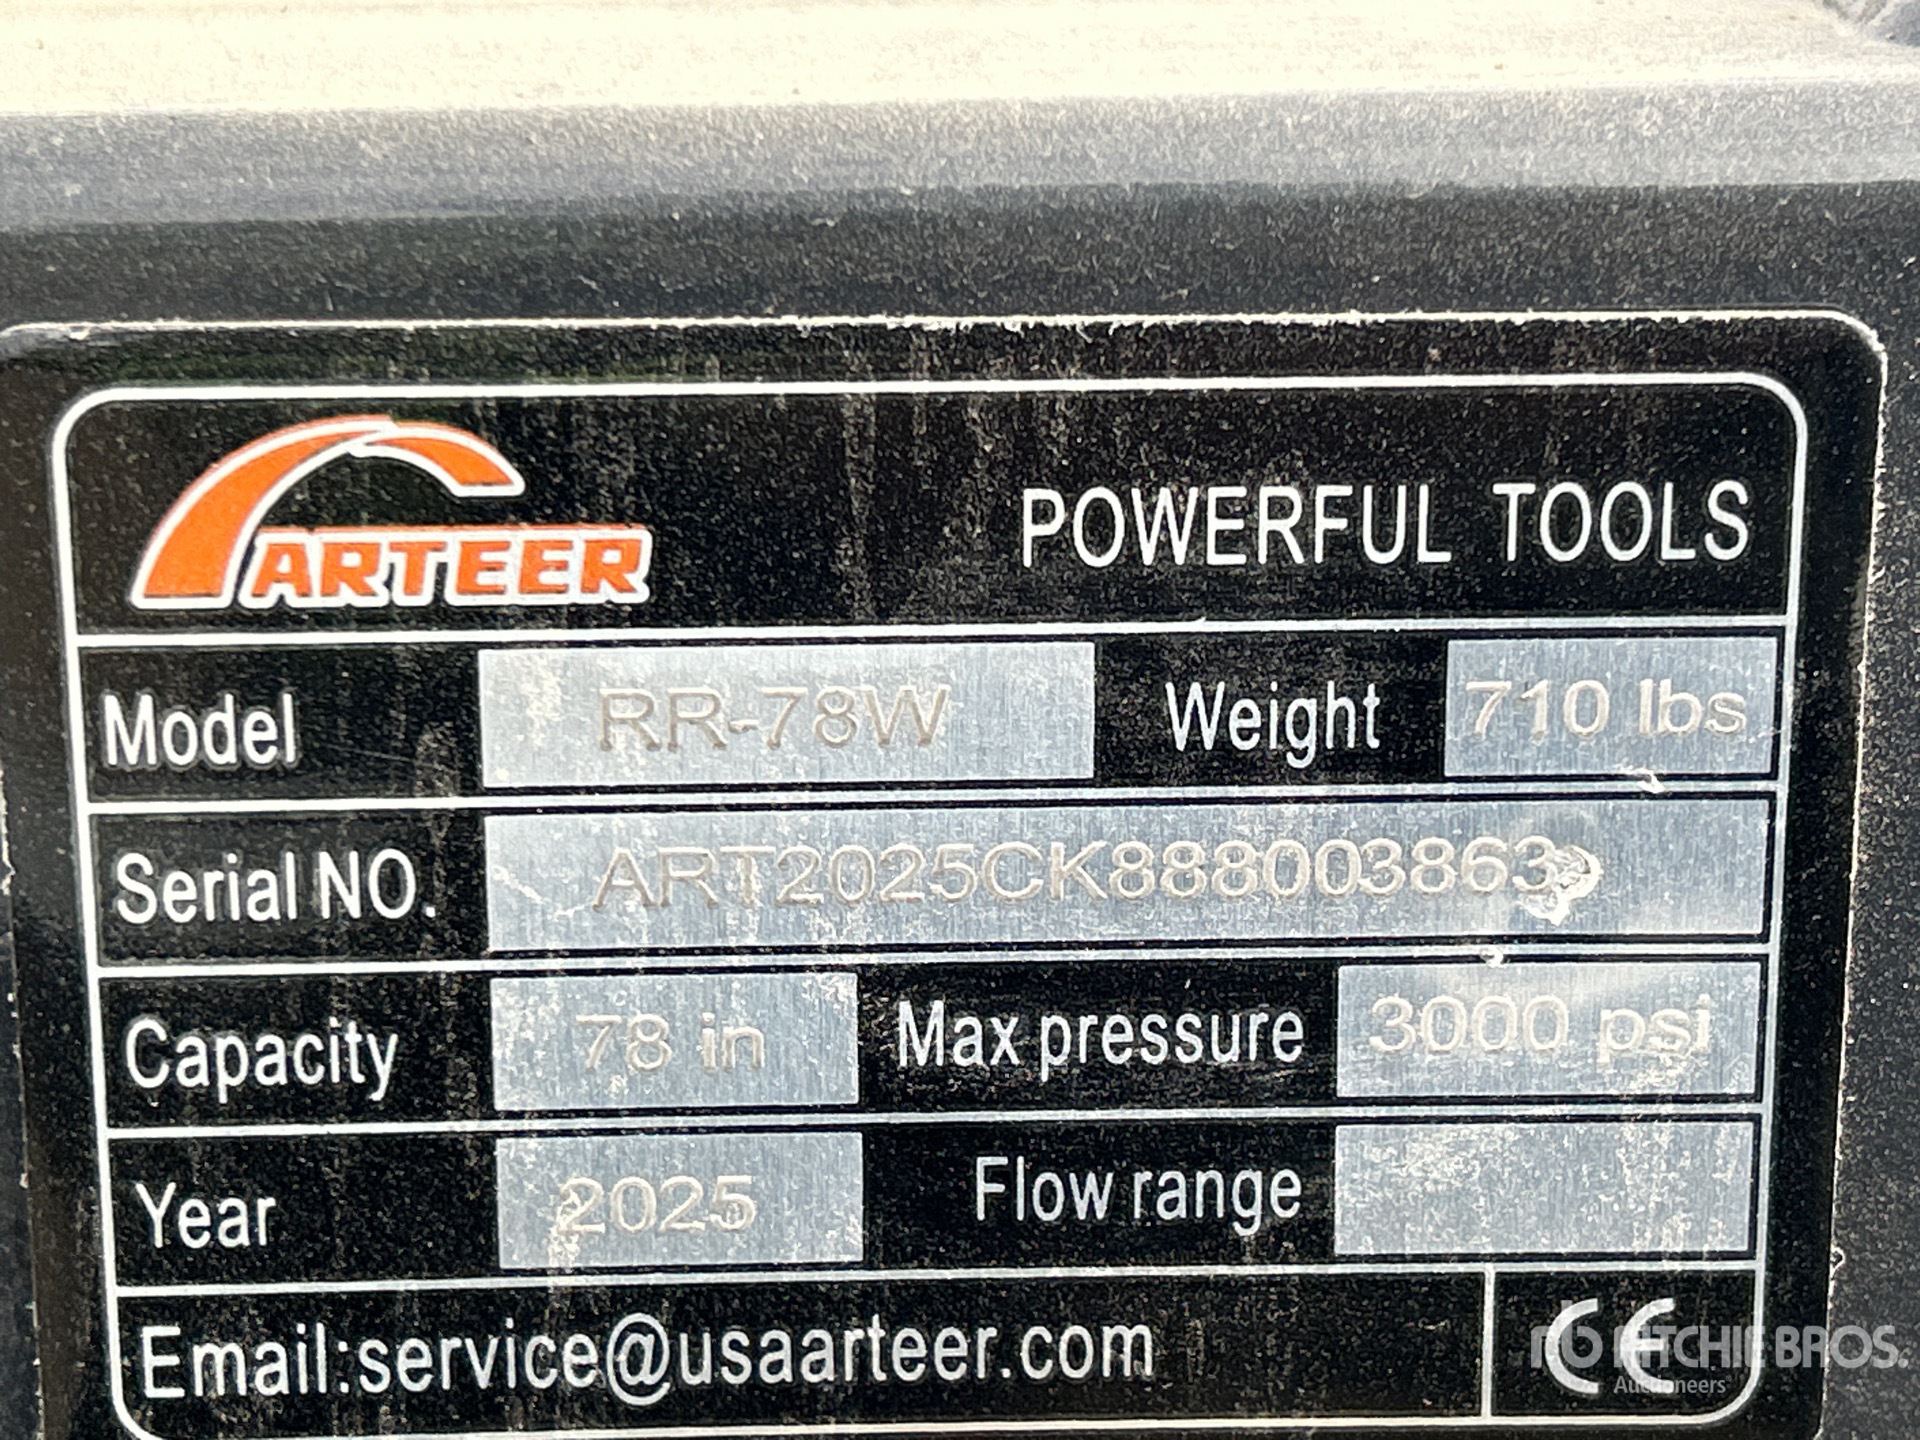 ARTEER
POWERFUL TOOLS
Model RR-78W Weight 710 lbs
Serial NO. ART2025CK888003863
Capacity 78 in Max pressure 3000 psi
Year 2025 Flow range
Email:service@usaarteer.com CE
RITCHIE BROS.
Auctioneers